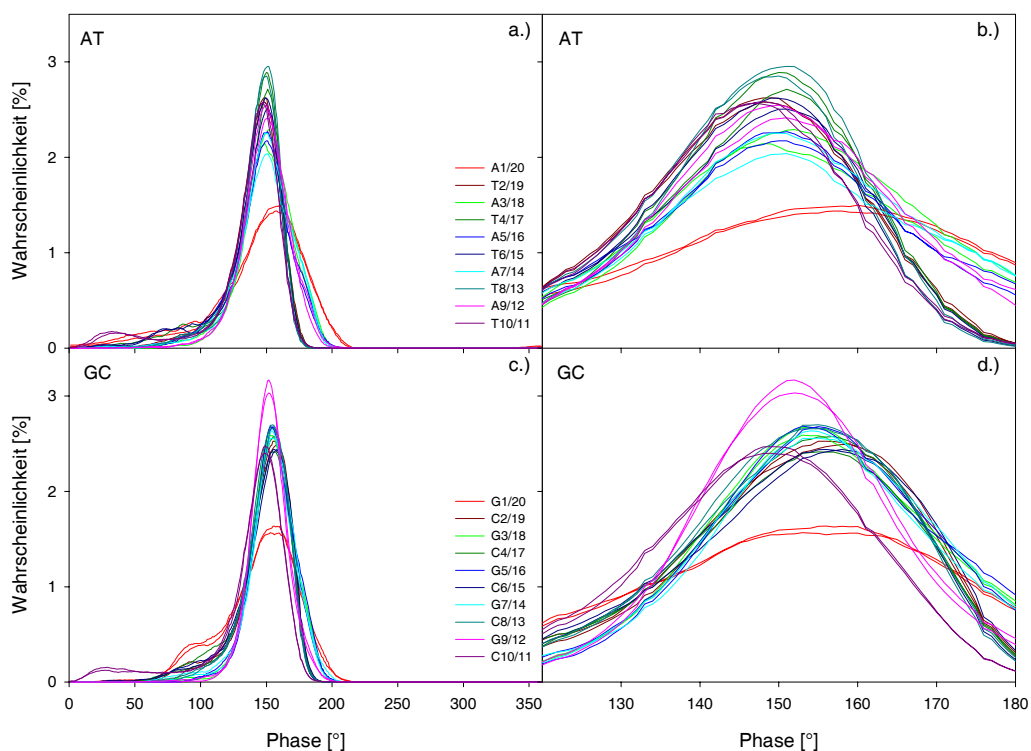 AT
a.)
AT
b.)
Wahrscheinlichkeit [%]
3
2
1
0
A1/20
T2/19
A3/18
T4/17
A5/16
T6/15
A7/14
T8/13
A9/12
T10/11
GC
c.)
GC
d.)
Wahrscheinlichkeit [%]
3
2
1
0
G1/20
C2/19
G3/18
C4/17
G5/16
C6/15
G7/14
C8/13
G9/12
C10/11
0 50 100 150 200 250 300 350
130 140 150 160 170 180
Phase [°]
Phase [°]